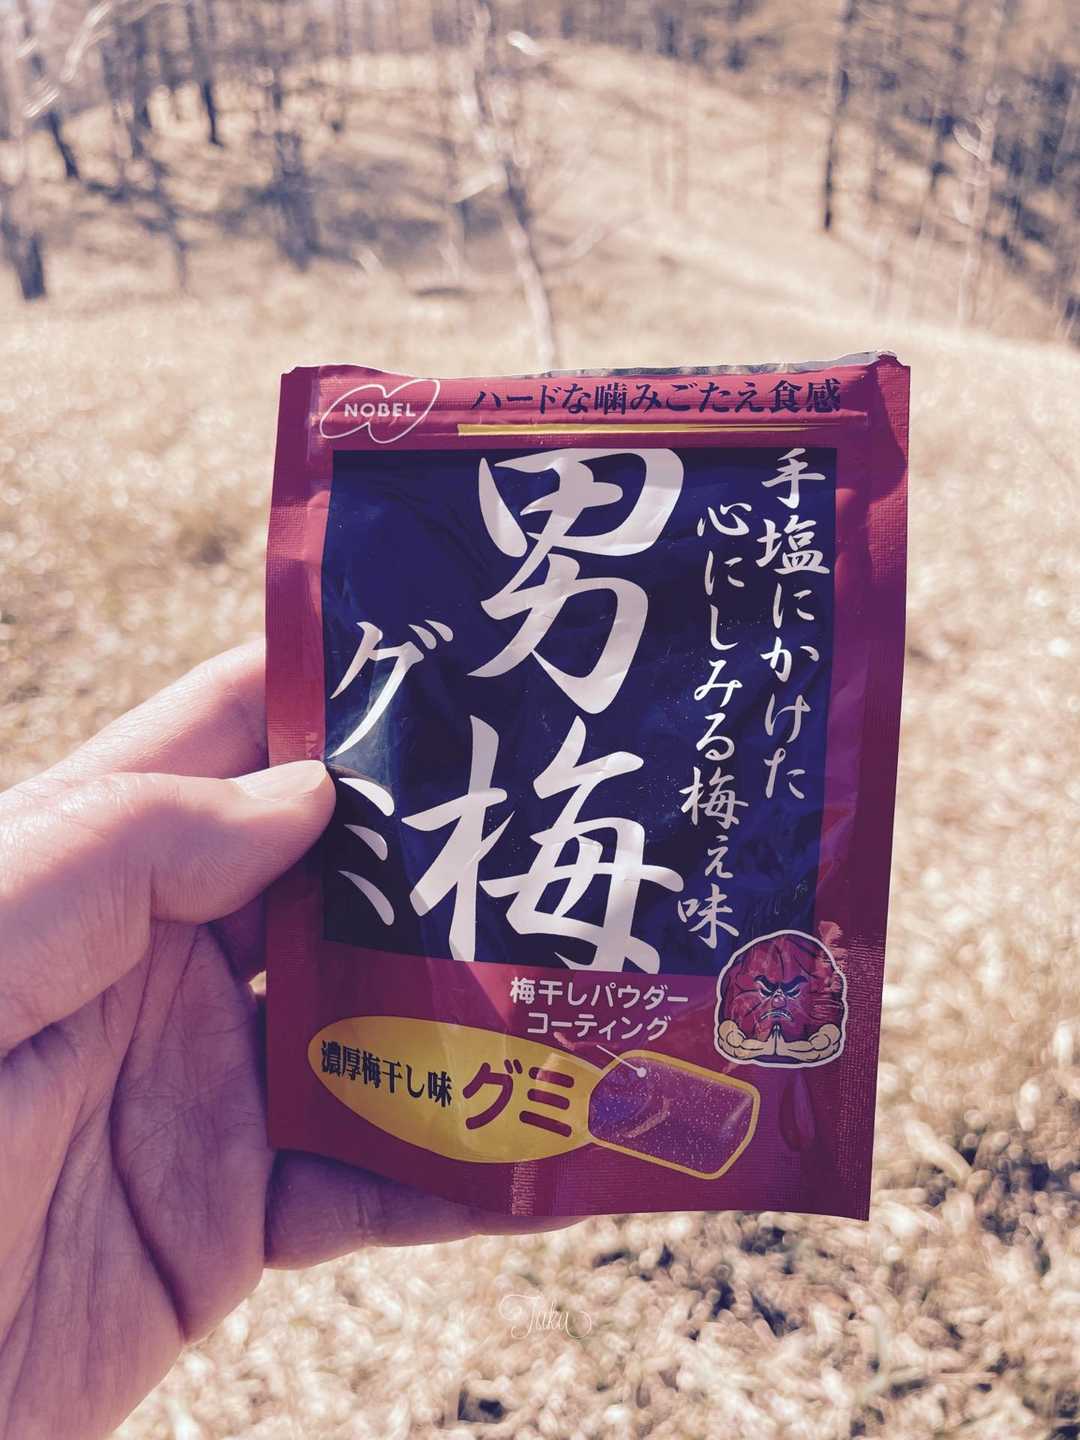 NOBEL
ハードな噛みごたえ食感
手塩にかけた
心にしみる梅ぇ味
男梅
グミ
梅干しパウダー
コーティング
濃厚梅干し味 グミ
Taku